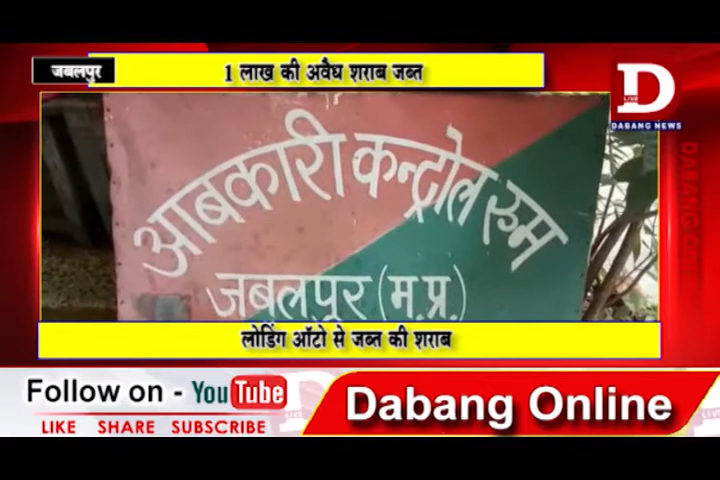 जबलपुर
1 लाख की अवैध शराब जब्त
LIVE
DABANG NEWS
आबकारी कन्ट्रोल रुम
जबलपुर (म.प्र.)
लोडिंग ऑटो से जब्त की शराब
Follow on - YouTube
LIKE SHARE SUBSCRIBE
Dabang Online